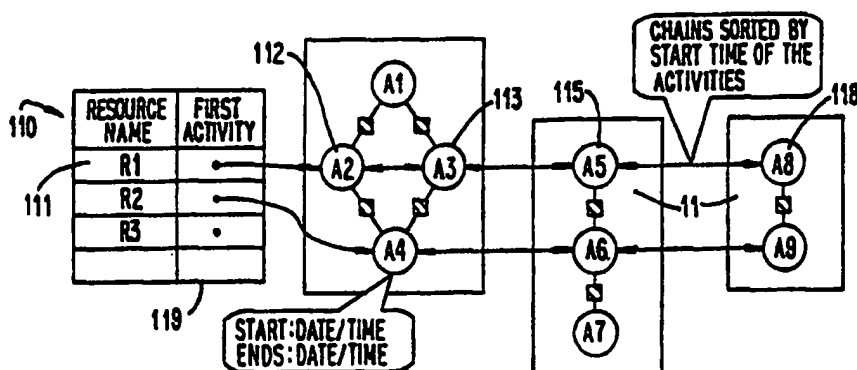 CHAINS SORTED BY
START TIME OF THE
ACTIVITIES
112
A1
113
115
118
110
RESOURCE NAME
FIRST ACTIVITY
111
R1
A2
A3
A5
A8
R2
11
R3
A4
A6.
A9
119
START:DATE/TIME
ENDS:DATE/TIME
A7